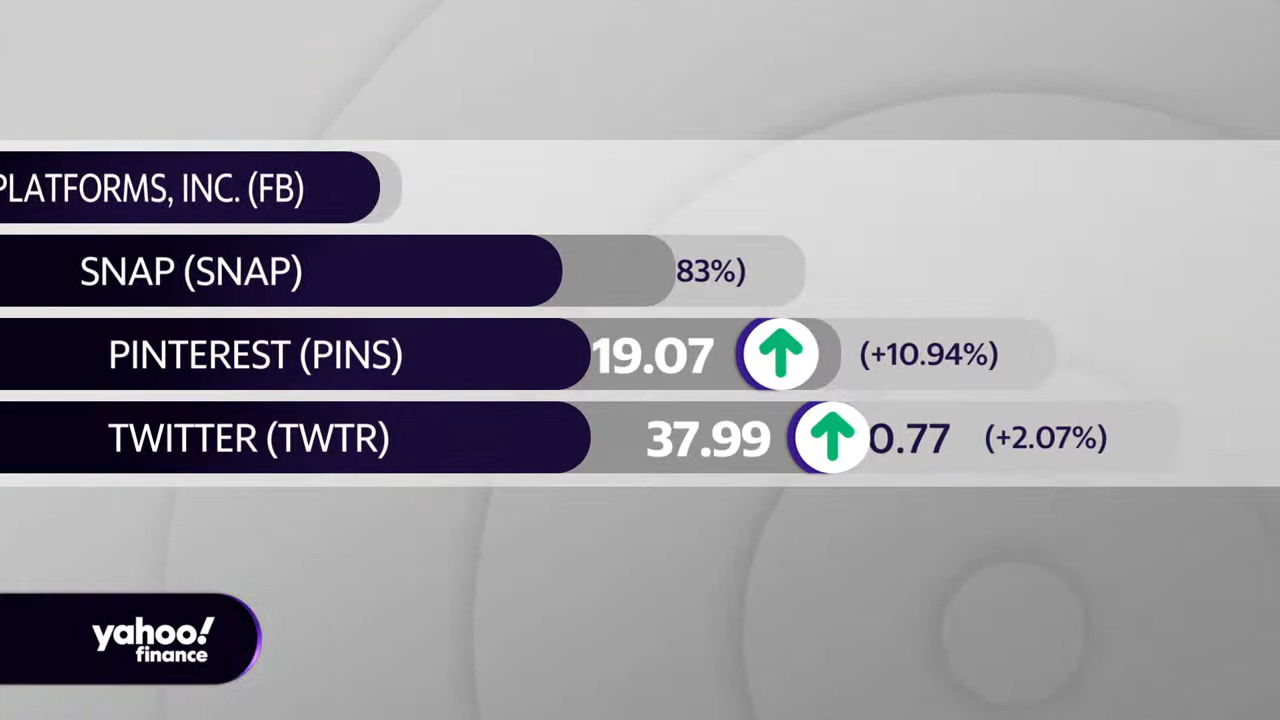 PLATFORMS, INC. (FB)
SNAP (SNAP) 83%)
PINTEREST (PINS) 19.07 (+10.94%)
TWITTER (TWTR) 37.99 0.77 (+2.07%)
yahoo!
finance